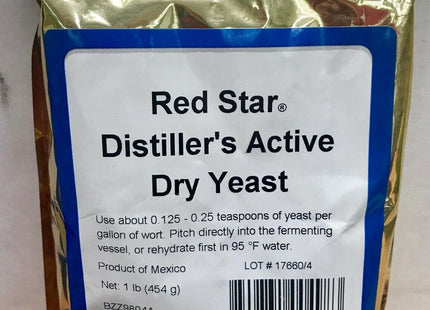 Red Star®
Distiller's Active
Dry Yeast
Use about 0.125 - 0.25 teaspoons of yeast per
gallon of wort. Pitch directly into the fermenting
vessel, or rehydrate first in 95 °F water.
Product of Mexico LOT # 17660/4
Net: 1 lb (454 g)
BZZ9804A